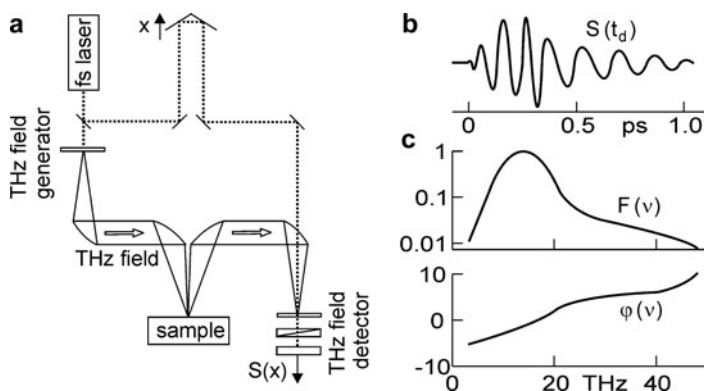 a
fs laser
x
THz field
generator
THz field
sample
S(x)
THz field
detector
b
S(t_d)
0
0.5
ps
1.0
c
1
0.1
0.01
F(ν)
10
0
-10
φ(ν)
0
20
THz
40